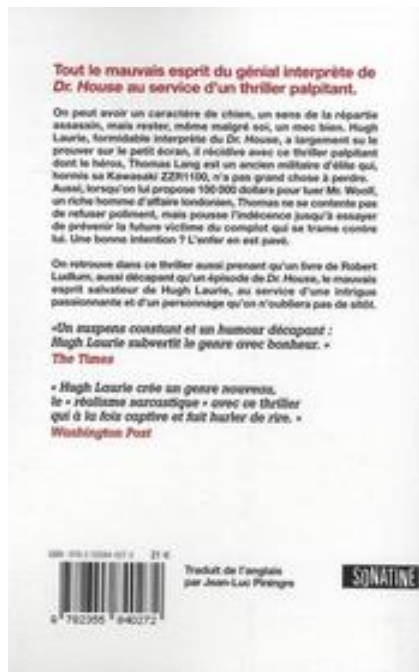 Tout le mauvais esprit du génial interprète de
Dr. House au service d'un thriller palpitant.
On peut avoir un caractère de chien, un sens de la répartie
assassin, mais rester, même malgré soi, un mec bien. Hugh
Laurie, formidable interprète du Dr. House, a largement su le
prouver sur le petit écran, il récidive avec ce thriller palpitant
dont le héros, Thomas Lang est un ancien militaire d'élite qui,
hormis sa Kawasaki ZZR1100, n'a pas grand chose à perdre.
Aussi, lorsqu'on lui propose 100 000 dollars pour tuer Mr. Woolf,
un riche homme d'affaire londonien, Thomas ne se contente pas
de refuser poliment, mais pousse l'indécence jusqu'à essayer
de prévenir la future victime du complot qui se trame contre
lui. Une bonne intention ? L'enfer en est pavé.
On retrouve dans ce thriller aussi prenant qu'un livre de Robert
Ludlum, aussi décapant qu'un épisode de Dr. House, le mauvais
esprit salvateur de Hugh Laurie, au service d'une intrigue
passionnante et d'un personnage qu'on n'oubliera pas de sitôt.
«Un suspens constant et un humour décapant :
Hugh Laurie subvertit le genre avec bonheur. »
The Times
« Hugh Laurie crée un genre nouveau,
le « réalisme sarcastique » avec ce thriller
qui à la fois captive et fait hurler de rire. »
Washington Post
21 €
Traduit de l'anglais
par Jean-Luc Piningre
SONATINE
9 782355 840272